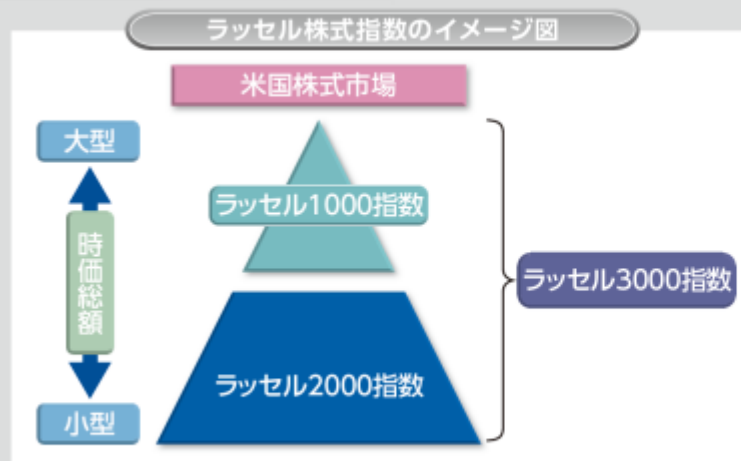 ラッセル株式指数のイメージ図
米国株式市場
大型
時価総額
小型
ラッセル1000指数
ラッセル2000指数
ラッセル3000指数